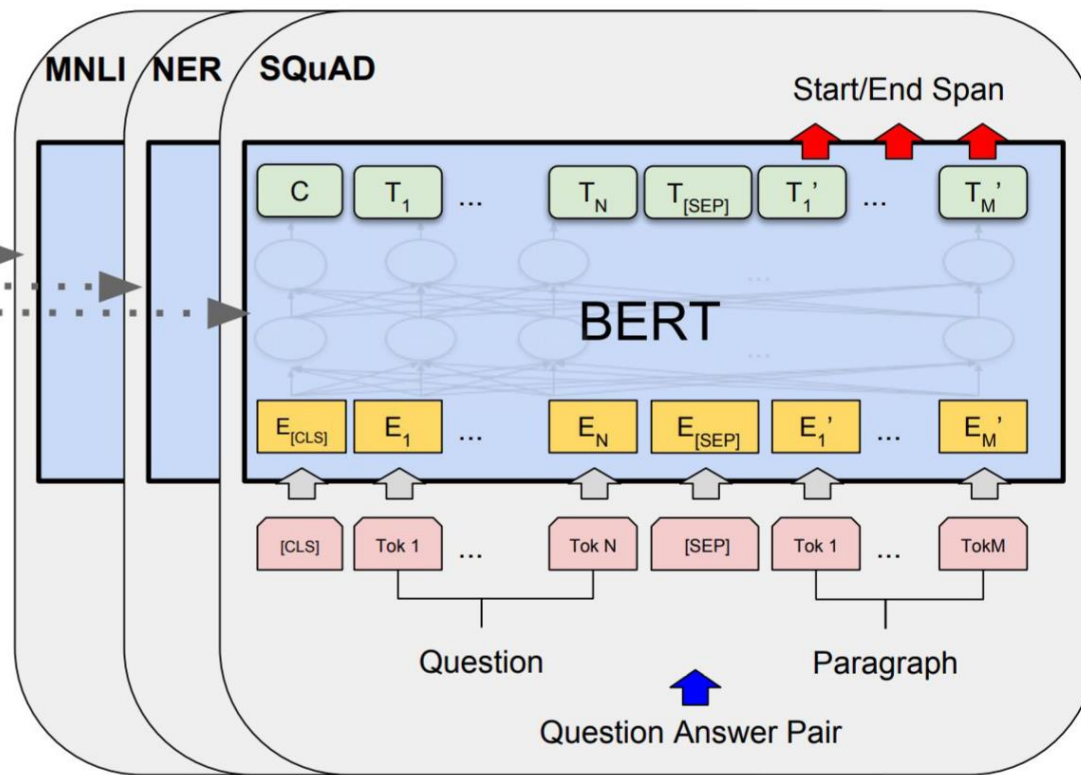 MNLI NER SQuAD
Start/End Span
C T1 ... TN T[SEP] T1' ... TM'
...
BERT
...
E[CLS] E1 ... EN E[SEP] E1' ... EM'
[CLS] Tok 1 ... Tok N [SEP] Tok 1 ... TokM
Question Paragraph
Question Answer Pair